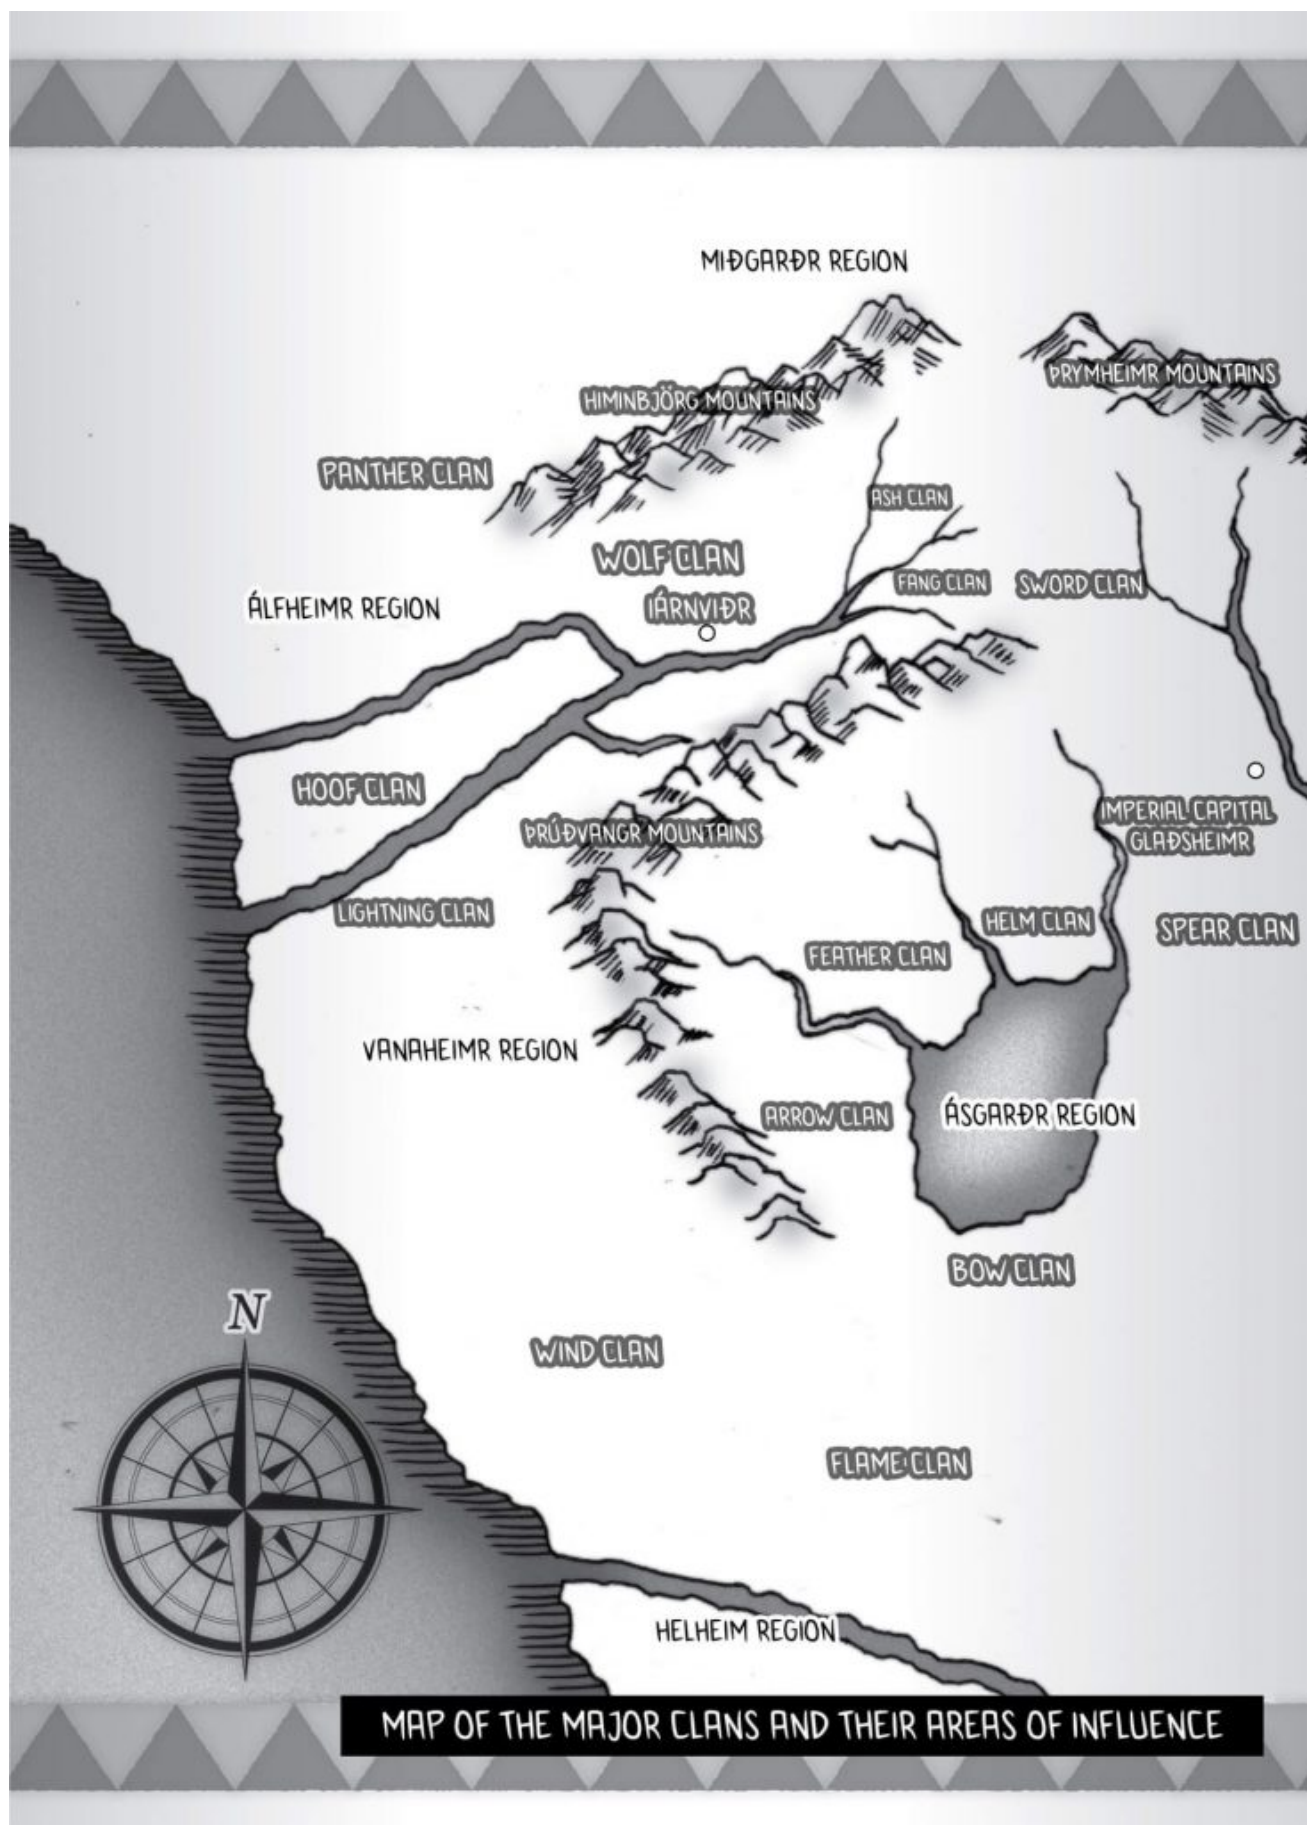 MIÐGARÐR REGION
ÞRYMHEIMR MOUNTAINS
HIMINBJÖRG MOUNTAINS
PANTHER CLAN
ASH CLAN
WOLF CLAN
FANG CLAN
SWORD CLAN
ÁLFHEIMR REGION
IÁRNVIÐR
HOOF CLAN
IMPERIAL CAPITAL
GLAÐSHEIMR
ÞRÚÐVANGR MOUNTAINS
LIGHTNING CLAN
HELM CLAN
SPEAR CLAN
FEATHER CLAN
VANAHEIMR REGION
ARROW CLAN
ÁSGARÐR REGION
BOW CLAN
N
WIND CLAN
FLAME CLAN
HELHEIM REGION
MAP OF THE MAJOR CLANS AND THEIR AREAS OF INFLUENCE